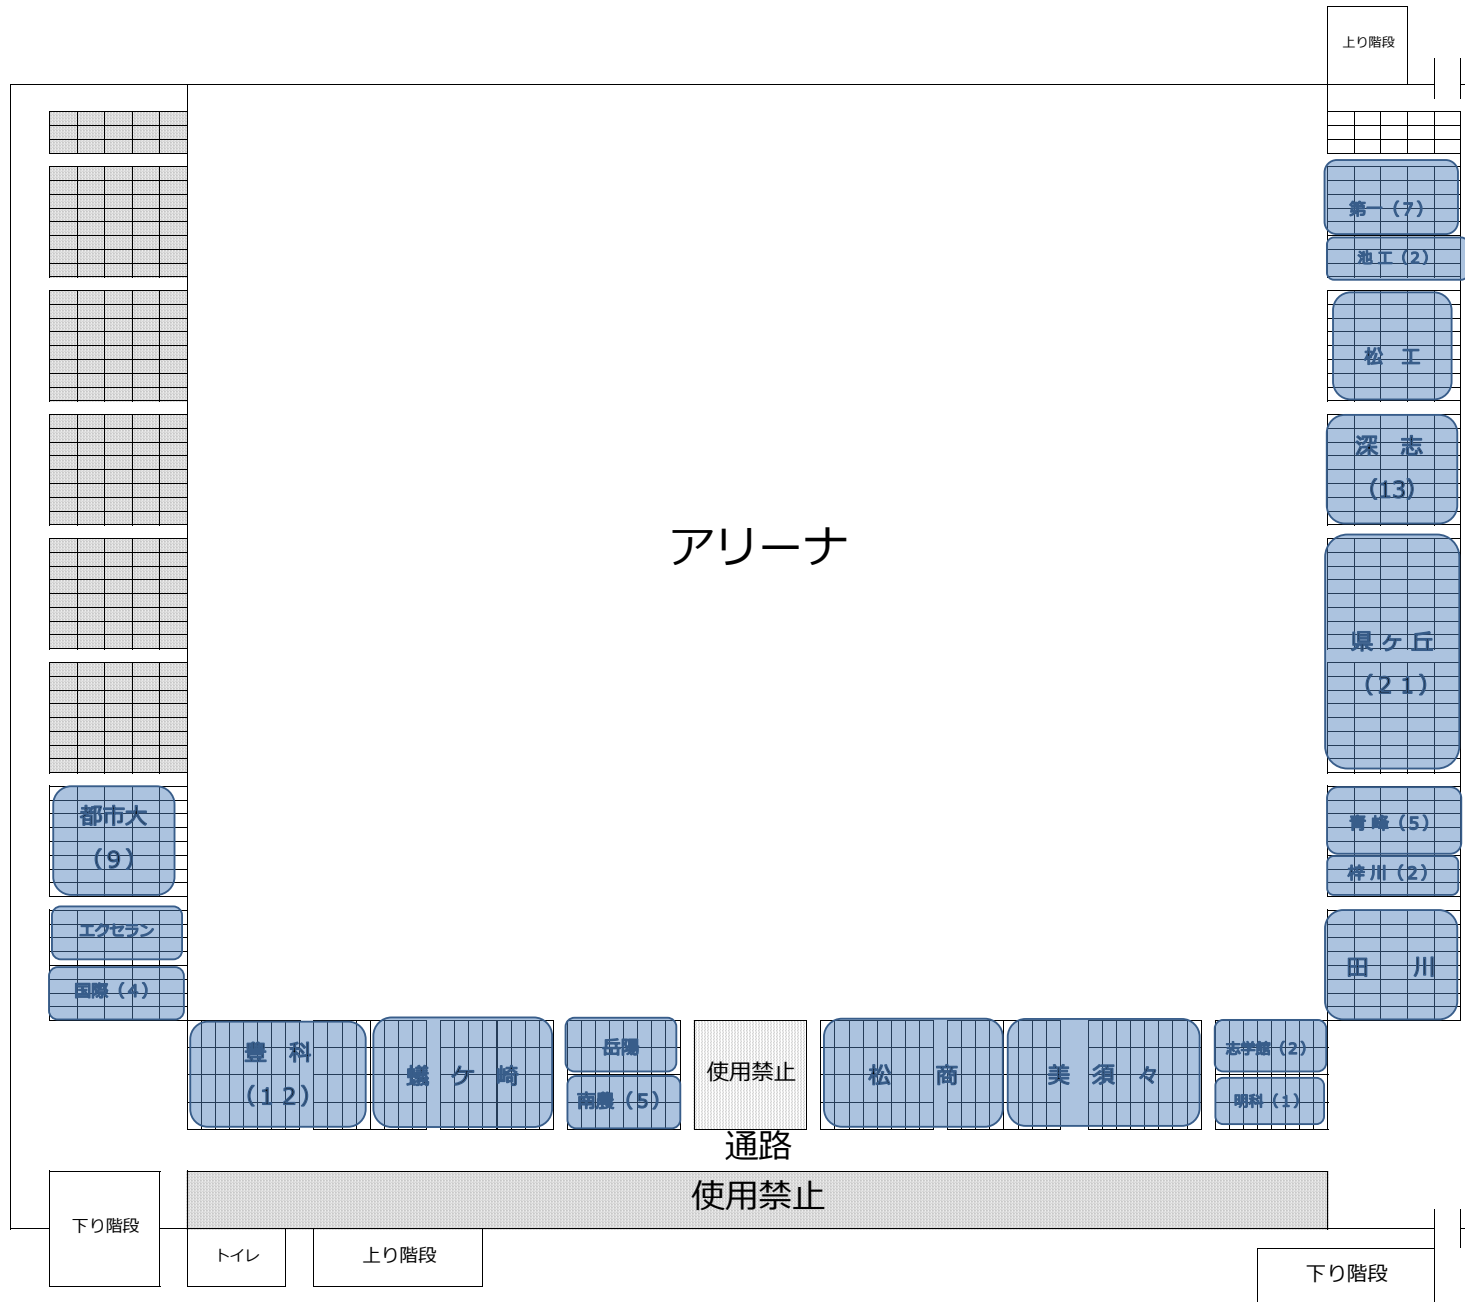 上り階段
第一（7）
池 工（2）
松　工
深　志
（13）
アリーナ
県 ヶ 丘
（２１）
都市大
（９）
青 峰（5）
梓 川（2）
エクセラン
国際（４）
田　　川
豊　科
（１２）
蟻　ケ　崎
岳陽
南農（５）
使用禁止
松　　商
美　須　々
志学館（2）
明科（1）
通路
使用禁止
下り階段
トイレ
上り階段
下り階段